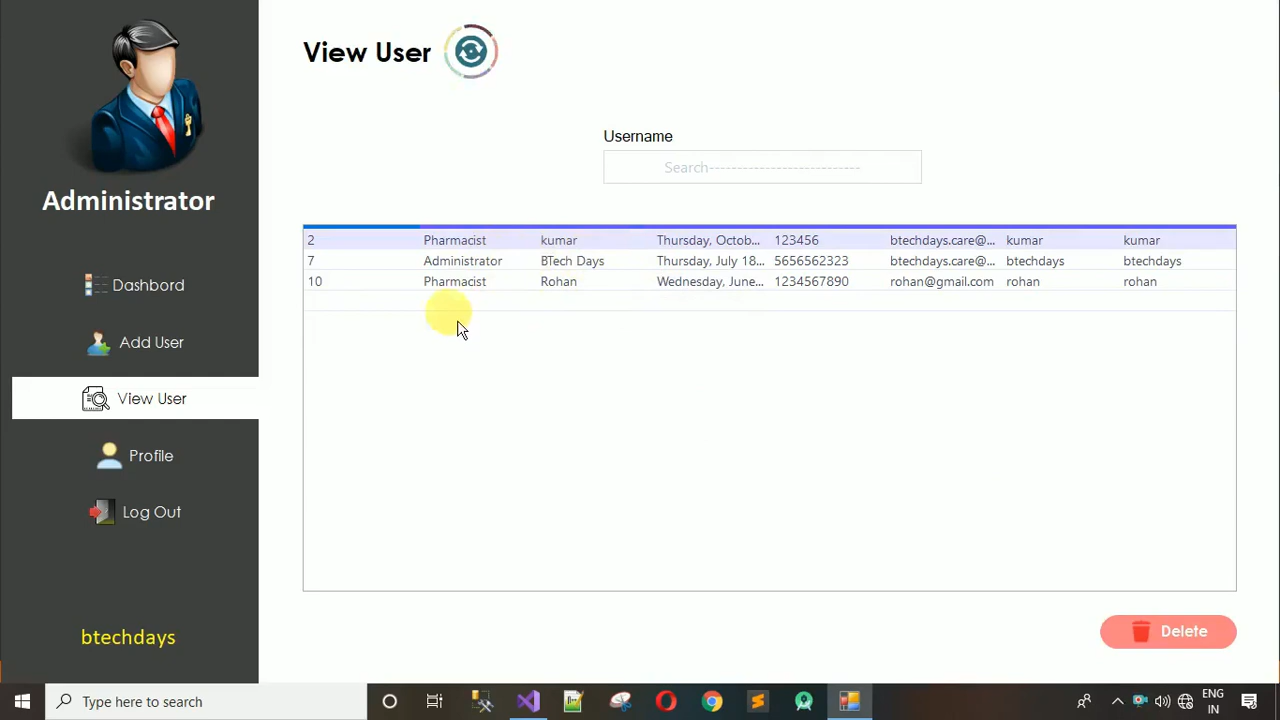 View User
Username
Search--------------------------
Administrator
Dashbord
Add User
View User
Profile
Log Out
btechdays
2 Pharmacist kumar Thursday, Octob... 123456 btechdays.care@... kumar kumar
7 Administrator BTech Days Thursday, July 18... 5656562323 btechdays.care@... btechdays btechdays
10 Pharmacist Rohan Wednesday, June... 1234567890 rohan@gmail.com rohan rohan
Delete
Type here to search
ENG
IN